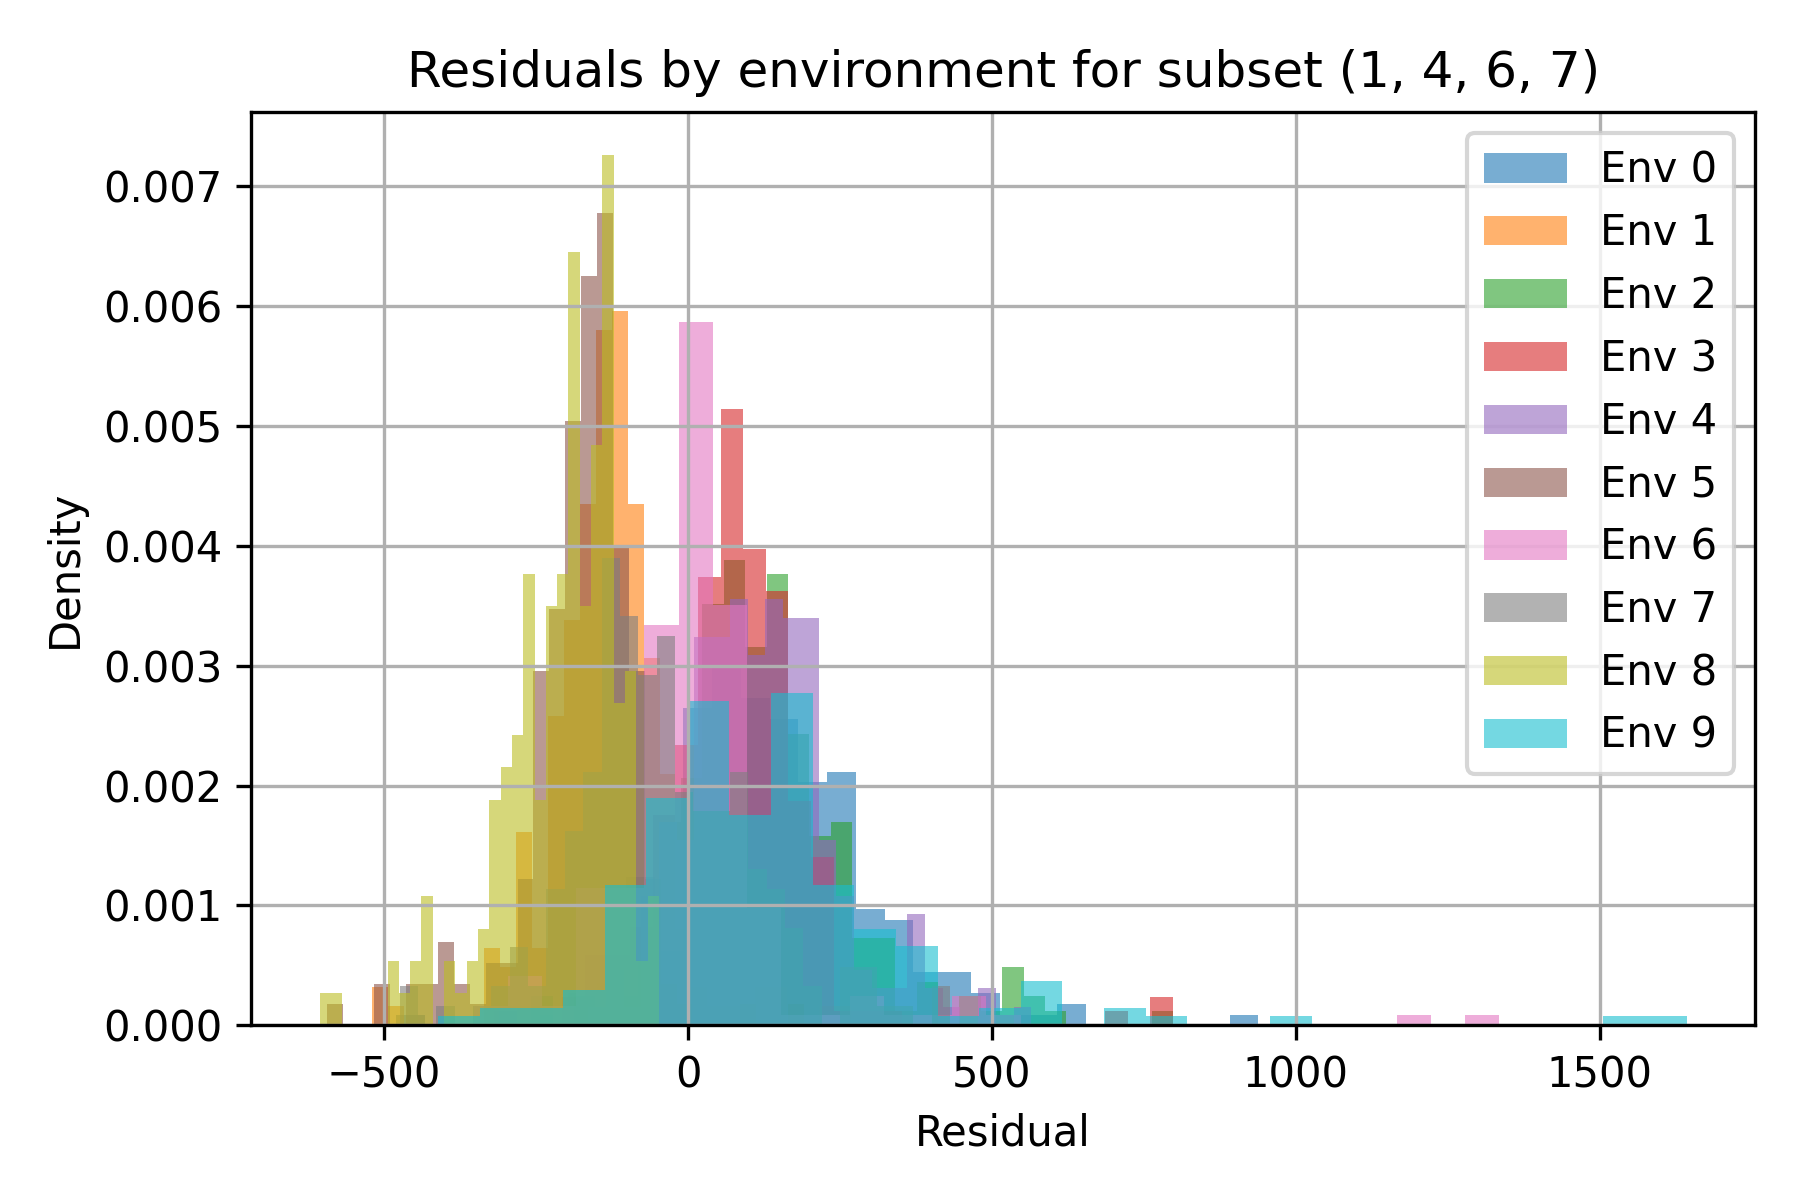 Residuals by environment for subset (1, 4, 6, 7)
Density
0.007
0.006
0.005
0.004
0.003
0.002
0.001
0.000
−500
0
500
1000
1500
Residual
Env 0
Env 1
Env 2
Env 3
Env 4
Env 5
Env 6
Env 7
Env 8
Env 9